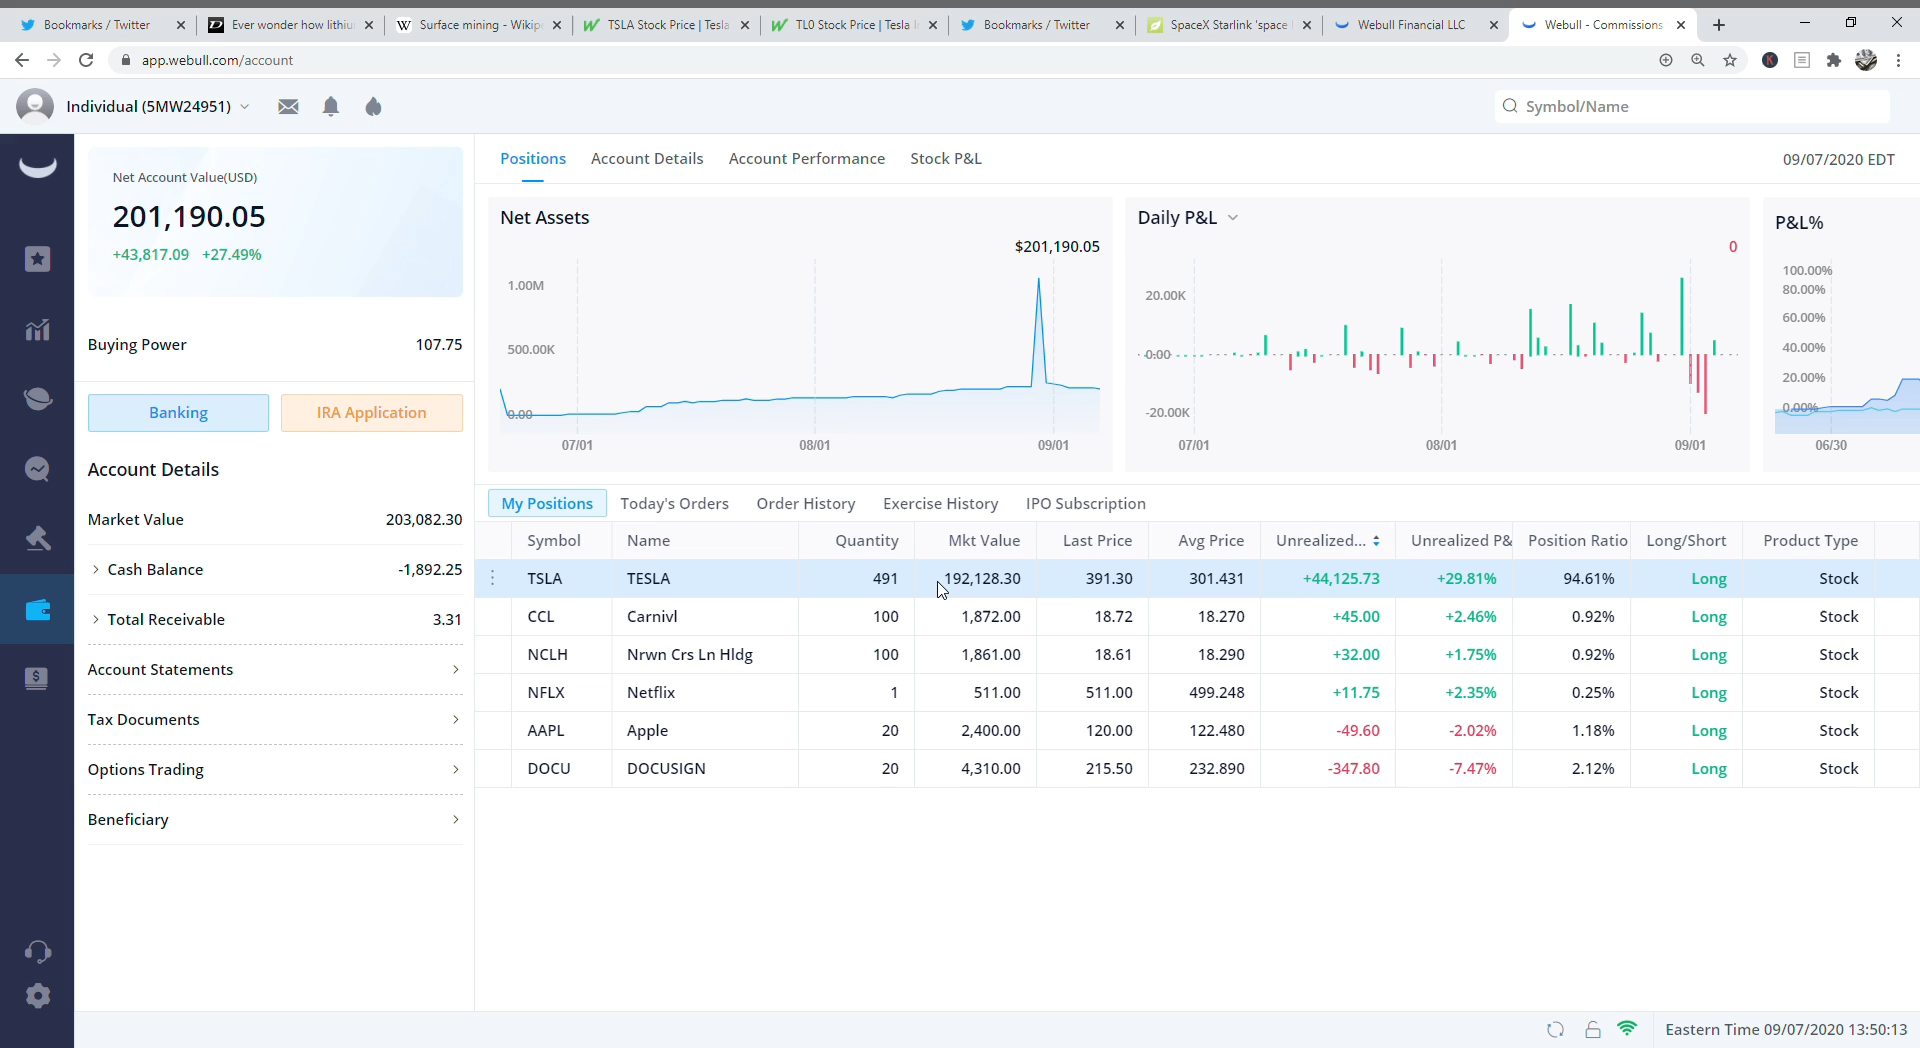 Bookmarks / Twitter
Ever wonder how lithiu
Surface mining - Wikipe
TSLA Stock Price | Tesla
TL0 Stock Price | Tesla I
Bookmarks / Twitter
SpaceX Starlink 'space
Webull Financial LLC
Webull - Commissions
app.webull.com/account
Individual (5MW24951)
Symbol/Name
Net Account Value(USD)
201,190.05
+43,817.09 +27.49%
Buying Power 107.75
Banking
IRA Application
Account Details
Market Value 203,082.30
Cash Balance -1,892.25
Total Receivable 3.31
Account Statements
Tax Documents
Options Trading
Beneficiary
Positions Account Details Account Performance Stock P&L 09/07/2020 EDT
Net Assets
$201,190.05
1.00M
500.00K
0.00
07/01 08/01 09/01
Daily P&L
0
20.00K
0.00
-20.00K
07/01 08/01 09/01
P&L%
100.00%
80.00%
60.00%
40.00%
20.00%
0.00%
06/30
My Positions Today's Orders Order History Exercise History IPO Subscription
Symbol Name Quantity Mkt Value Last Price Avg Price Unrealized... Unrealized P& Position Ratio Long/Short Product Type
TSLA TESLA 491 192,128.30 391.30 301.431 +44,125.73 +29.81% 94.61% Long Stock
CCL Carnivl 100 1,872.00 18.72 18.270 +45.00 +2.46% 0.92% Long Stock
NCLH Nrwn Crs Ln Hldg 100 1,861.00 18.61 18.290 +32.00 +1.75% 0.92% Long Stock
NFLX Netflix 1 511.00 511.00 499.248 +11.75 +2.35% 0.25% Long Stock
AAPL Apple 20 2,400.00 120.00 122.480 -49.60 -2.02% 1.18% Long Stock
DOCU DOCUSIGN 20 4,310.00 215.50 232.890 -347.80 -7.47% 2.12% Long Stock
Eastern Time 09/07/2020 13:50:13